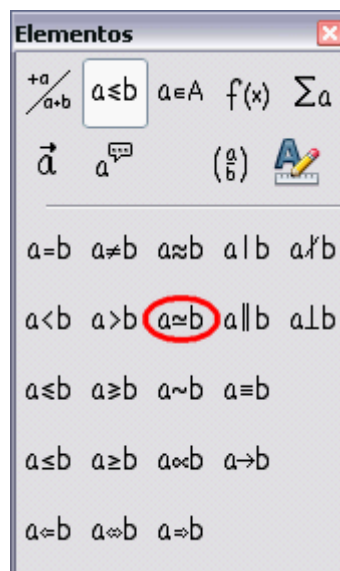 Elementos
+a/a+b a⩽b a∈A f(x) Σa
a⃗ a (a/b) A
a=b a≠b a≈b a|b a∤b
a<b a>b a≃b a∥b a⊥b
a⩽b a⩾b a~b a≡b
a≤b a≥b a∝b a→b
a⇐b a⇔b a⇒b